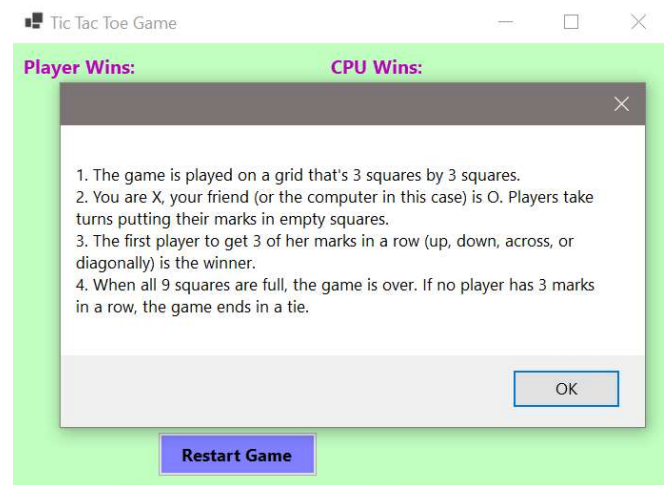 Tic Tac Toe Game
Player Wins: CPU Wins:
1. The game is played on a grid that's 3 squares by 3 squares.
2. You are X, your friend (or the computer in this case) is O. Players take
turns putting their marks in empty squares.
3. The first player to get 3 of her marks in a row (up, down, across, or
diagonally) is the winner.
4. When all 9 squares are full, the game is over. If no player has 3 marks
in a row, the game ends in a tie.
OK
Restart Game